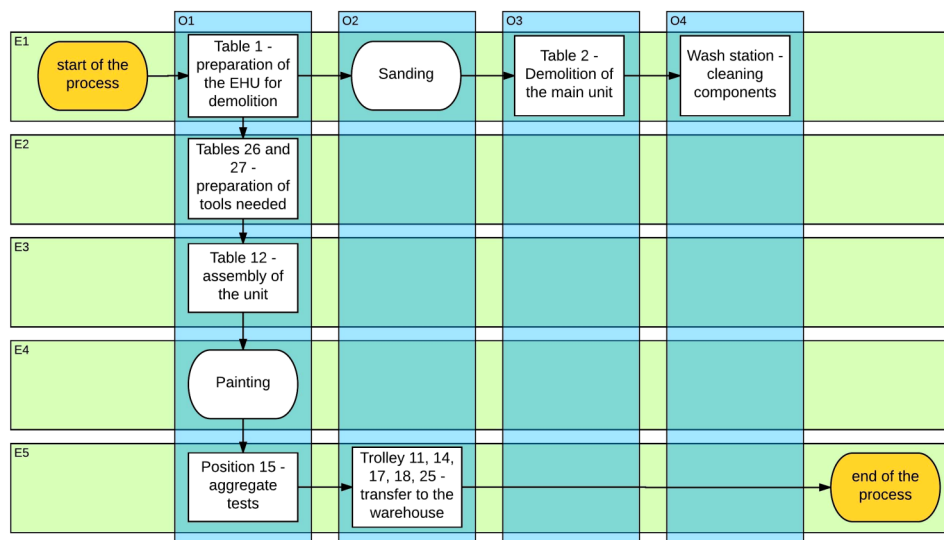 O1
O2
O3
O4
E1
start of the
process
Table 1 -
preparation
of the EHU for
demolition
Sanding
Table 2 -
Demolition of
the main unit
Wash station -
cleaning
components
E2
Tables 26 and
27 -
preparation of
tools needed
E3
Table 12 -
assembly of
the unit
E4
Painting
E5
Position 15 -
aggregate
tests
Trolley 11, 14,
17, 18, 25 -
transfer to the
warehouse
end of the
process